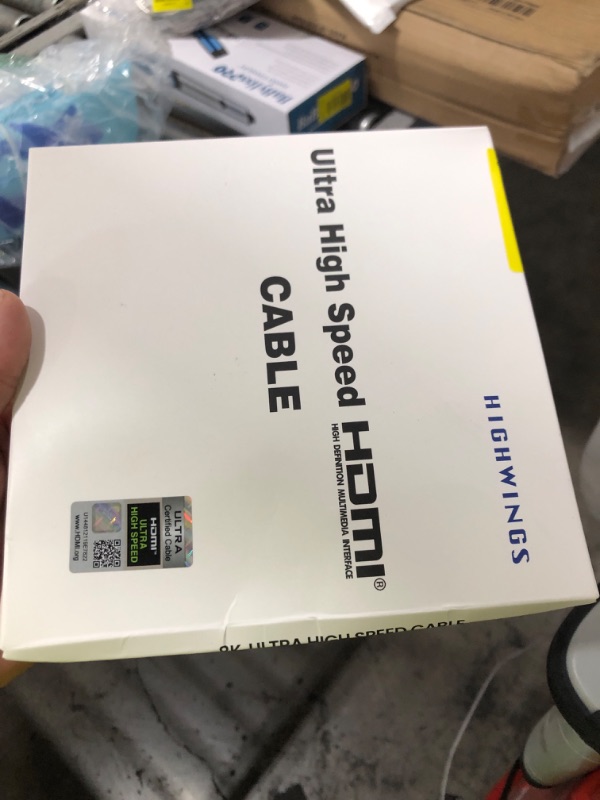 HIGHWINGS
Ultra High Speed HDMI®
HIGH DEFINITION MULTIMEDIA INTERFACE
CABLE
ULTRA
Certified Cable
HDMI
ULTRA
HIGH SPEED
www.HDMI.org
8K ULTRA HIGH SPEED CABLE